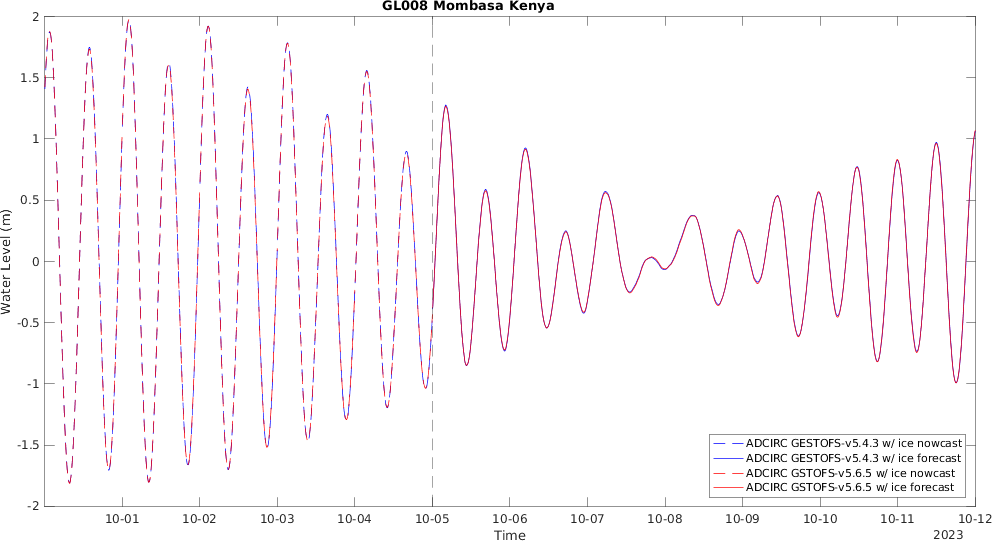 GL008 Mombasa Kenya
2
1.5
1
0.5
0
-0.5
-1
-1.5
-2
Water Level (m)
ADCIRC GESTOFS-v5.4.3 w/ ice nowcast
ADCIRC GESTOFS-v5.4.3 w/ ice forecast
ADCIRC GSTOFS-v5.6.5 w/ ice nowcast
ADCIRC GSTOFS-v5.6.5 w/ ice forecast
10-01 10-02 10-03 10-04 10-05 10-06 10-07 10-08 10-09 10-10 10-11 10-12
Time
2023